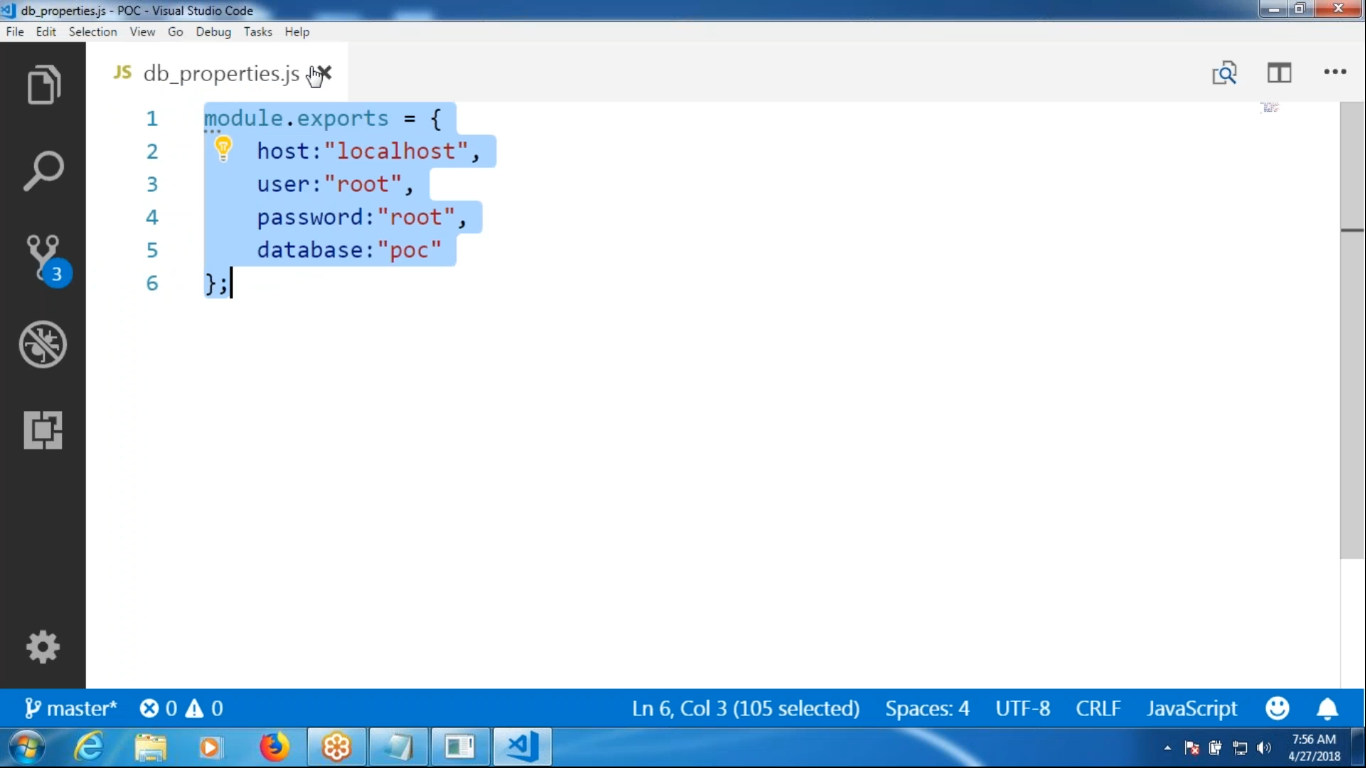 db_properties.js - POC - Visual Studio Code
File Edit Selection View Go Debug Tasks Help
JS db_properties.js
1 module.exports = {
2 host:"localhost",
3 user:"root",
4 password:"root",
5 database:"poc"
6 };
3
master* 0 0 Ln 6, Col 3 (105 selected) Spaces: 4 UTF-8 CRLF JavaScript
7:56 AM
4/27/2018